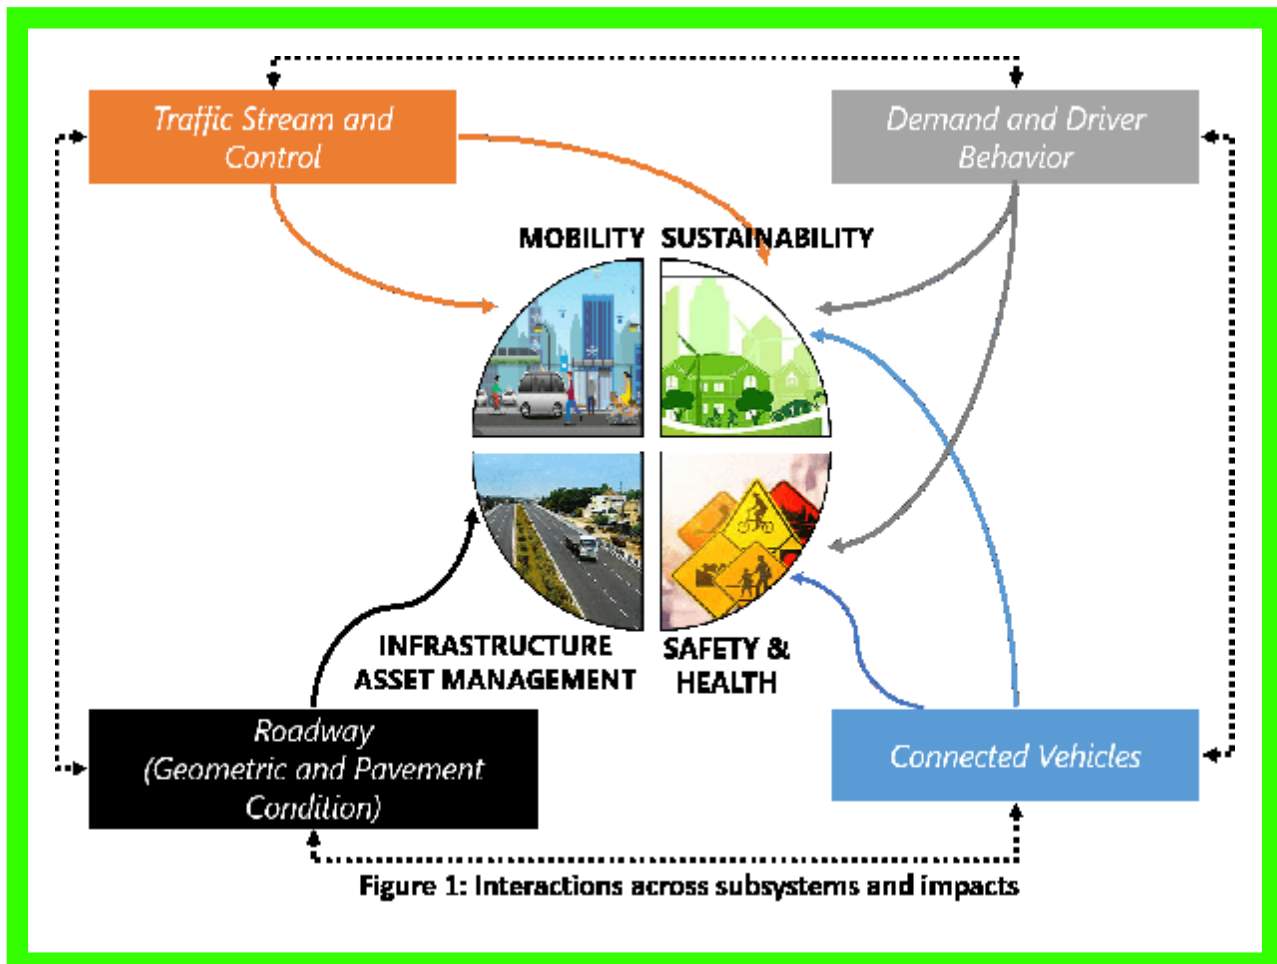 Traffic Stream and
Control
Demand and Driver
Behavior
MOBILITY
SUSTAINABILITY
INFRASTRUCTURE
ASSET MANAGEMENT
SAFETY &
HEALTH
Roadway
(Geometric and Pavement
Condition)
Connected Vehicles
Figure 1: Interactions across subsystems and impacts